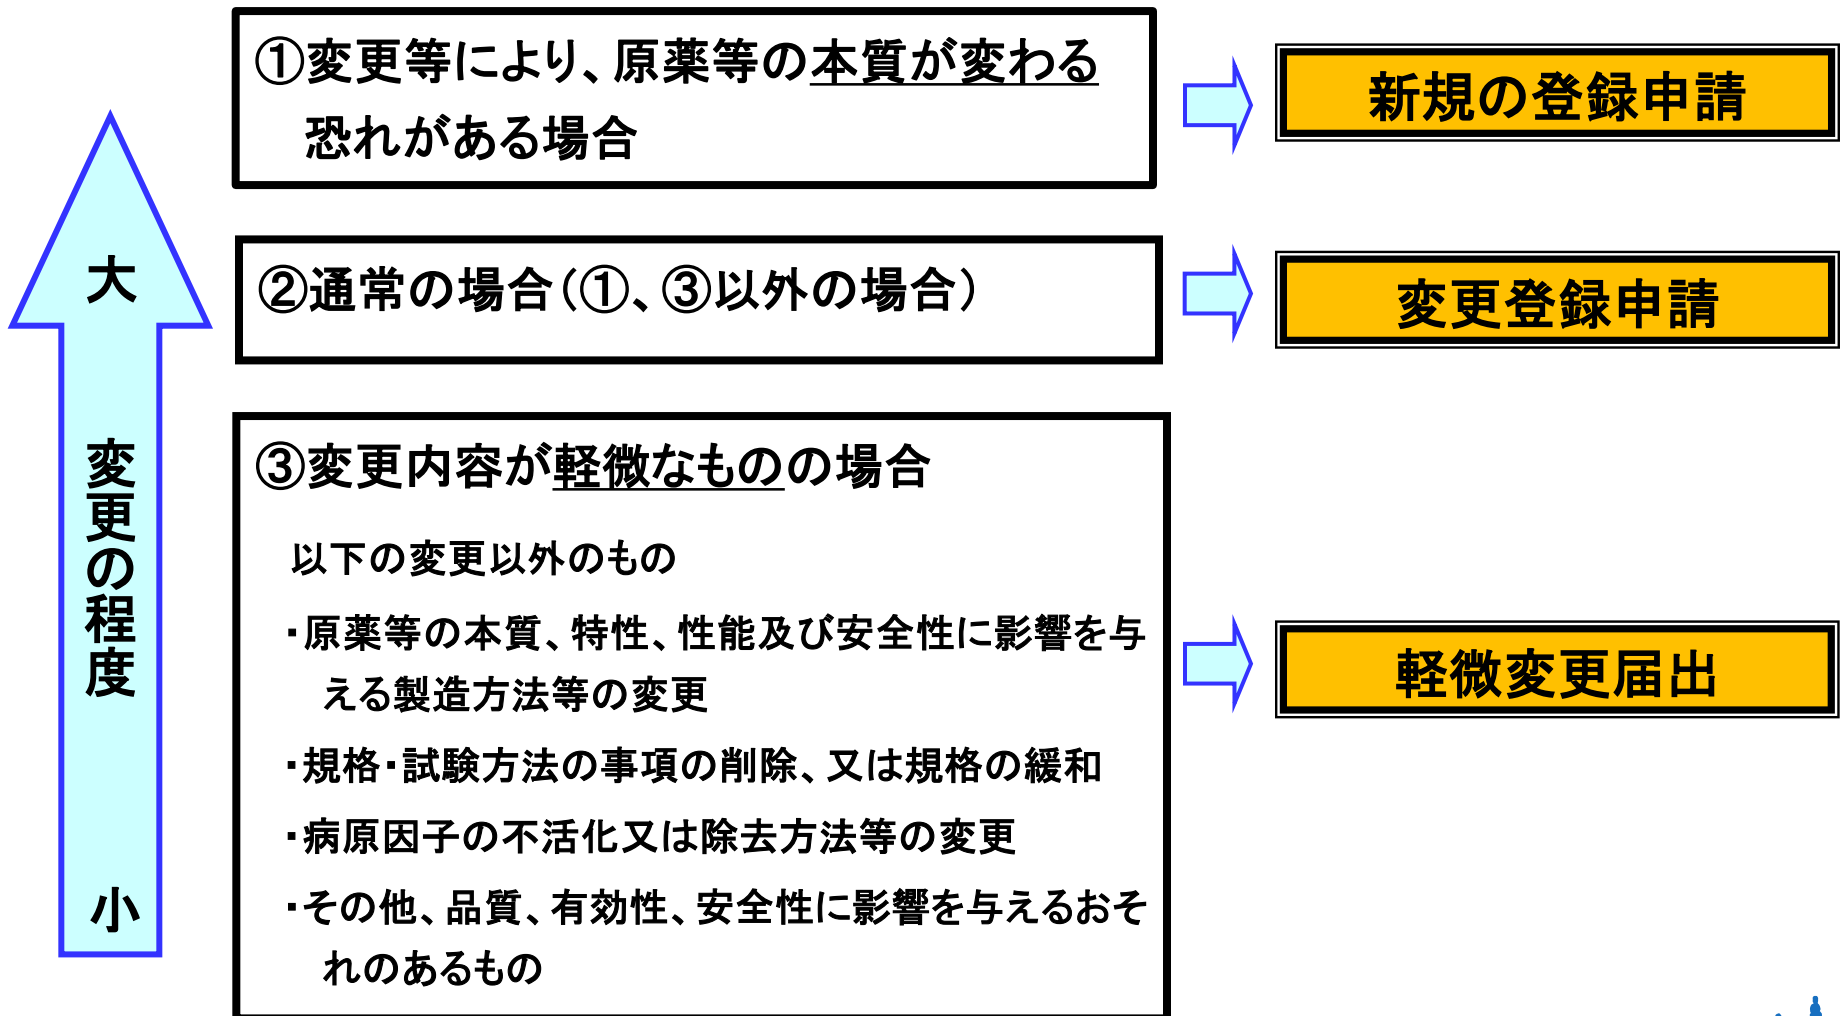 ①変更等により、原薬等の本質が変わる
恐れがある場合
新規の登録申請
大
変更の程度
小
②通常の場合(①、③以外の場合)
変更登録申請
③変更内容が軽微なものの場合
以下の変更以外のもの
・原薬等の本質、特性、性能及び安全性に影響を与
える製造方法等の変更
・規格・試験方法の事項の削除、又は規格の緩和
・病原因子の不活化又は除去方法等の変更
・その他、品質、有効性、安全性に影響を与えるおそ
れのあるもの
軽微変更届出